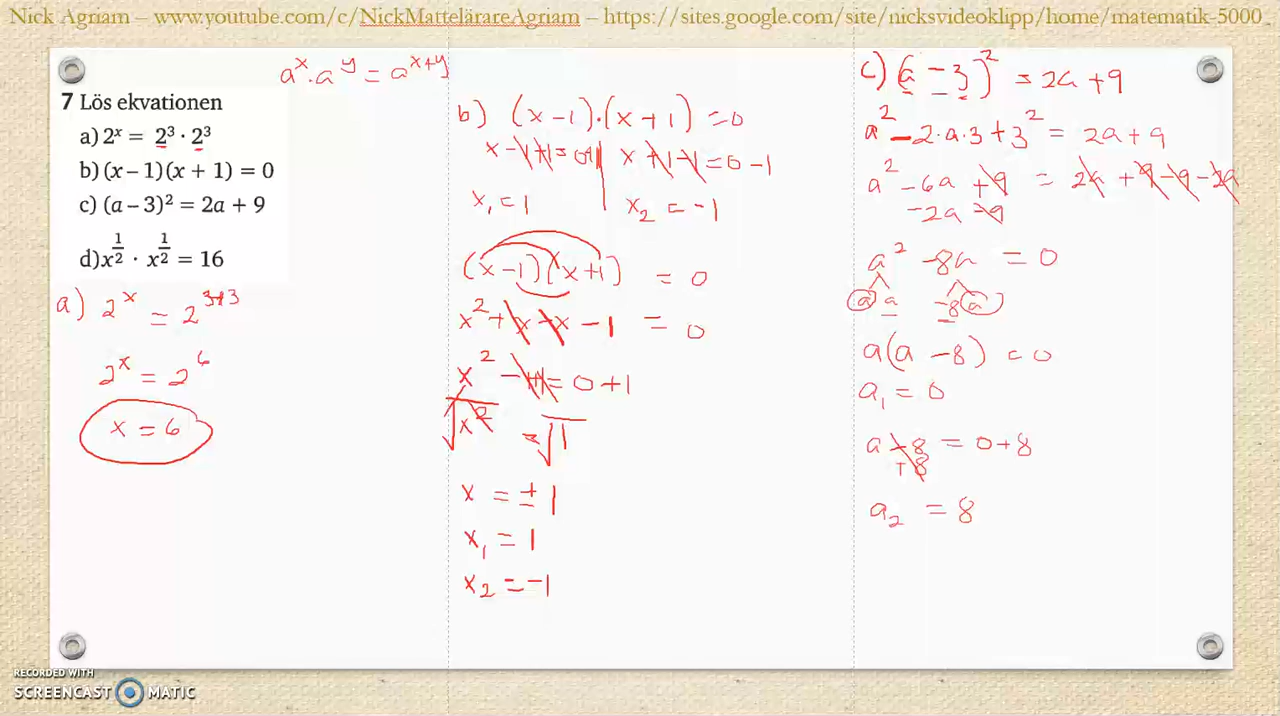 Nick Agnam – www.youtube.com/c/NickMattelärareAgnam – https://sites.google.com/site/nicksvideoklipp/home/matematik-5000
a^x · a^y = a^(x+y)
7 Lös ekvationen
a) 2^x = 2^3 · 2^3
b) (x – 1)(x + 1) = 0
c) (a – 3)^2 = 2a + 9
d) x^(1/2) · x^(1/2) = 16
a) 2^x = 2^(3+3)
2^x = 2^6
x = 6
b) (x – 1) · (x + 1) = 0
x – 1 + 1 = 0 + 1 | x + 1 – 1 = 0 – 1
x₁ = 1 | x₂ = –1
(x – 1)(x + 1) = 0
x^2 + x – x – 1 = 0
x^2 – 1 + 1 = 0 + 1
√x^2 = √1
x = ± 1
x₁ = 1
x₂ = –1
c) (a – 3)^2 = 2a + 9
a^2 – 2 · a · 3 + 3^2 = 2a + 9
a^2 – 6a + 9 = 2a + 9 – 9 – 2a
– 2a – 9
a^2 – 8a = 0
a a –8 a
a(a – 8) = 0
a₁ = 0
a – 8 = 0 + 8
+ 8
a₂ = 8
RECORDED WITH
SCREENCAST MATIC